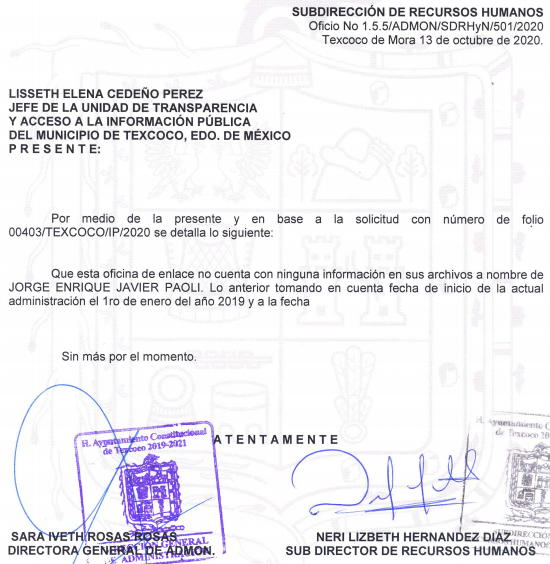 SUBDIRECCIÓN DE RECURSOS HUMANOS
Oficio No 1.5.5/ADMON/SDRHyN/501/2020
Texcoco de Mora 13 de octubre de 2020.
LISSETH ELENA CEDEÑO PEREZ
JEFE DE LA UNIDAD DE TRANSPARENCIA
Y ACCESO A LA INFORMACIÓN PÚBLICA
DEL MUNICIPIO DE TEXCOCO, EDO. DE MÉXICO
P R E S E N T E:
Por medio de la presente y en base a la solicitud con número de folio
00403/TEXCOCO/IP/2020 se detalla lo siguiente:
Que esta oficina de enlace no cuenta con ninguna información en sus archivos a nombre de
JORGE ENRIQUE JAVIER PAOLI. Lo anterior tomando en cuenta fecha de inicio de la actual
administración el 1ro de enero del año 2019 y a la fecha
Sin más por el momento.
A T E N T A M E N T E
H. Ayuntamiento Constitucional
de Texcoco 2019-2021
SARA IVETH ROSAS ROSAS
DIRECTORA GENERAL DE ADMON.
DIRECCIÓN GENERAL
DE ADMINISTRACIÓN
H. Ayuntamiento
de Texcoco
NERI LIZBETH HERNANDEZ DIAZ
SUB DIRECTOR DE RECURSOS HUMANOS